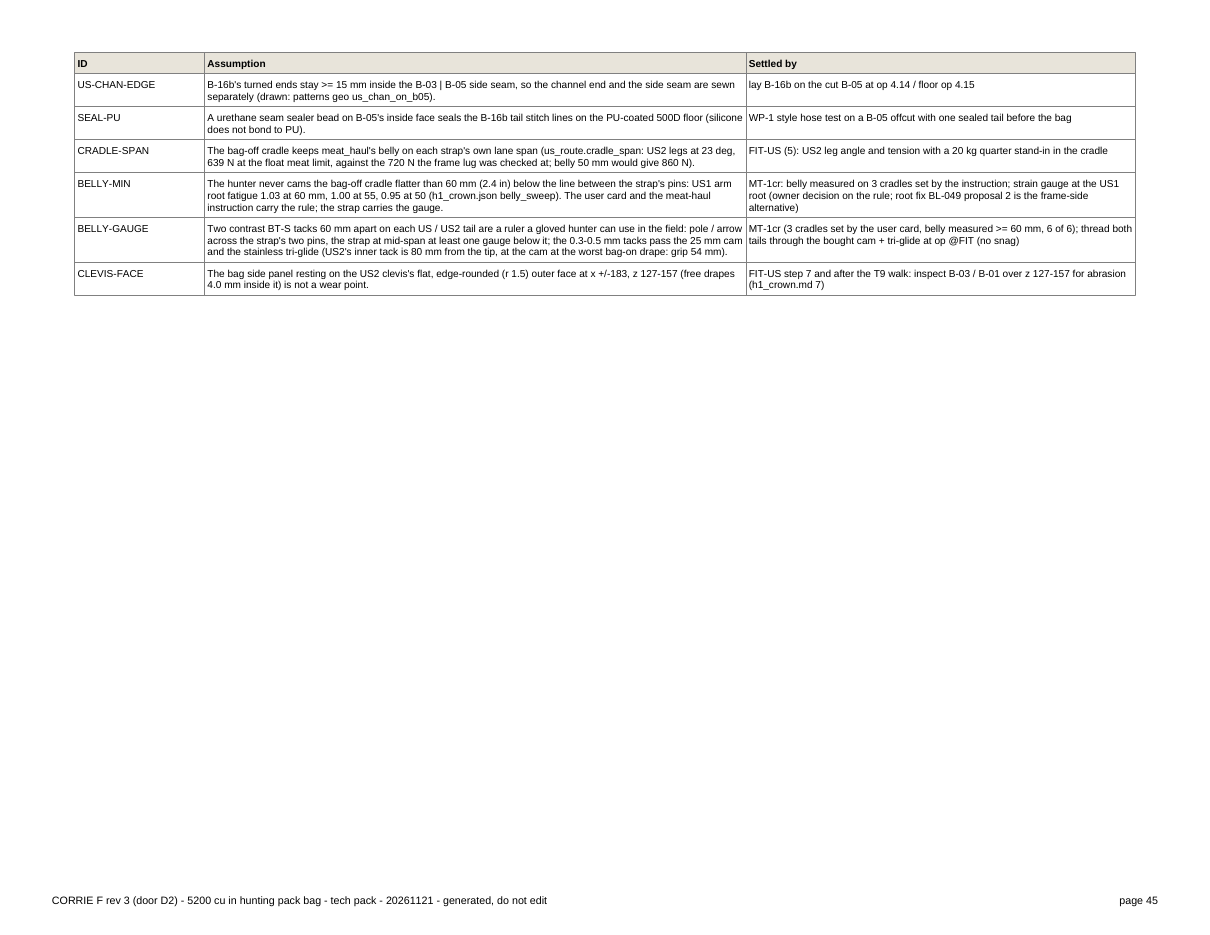 ID Assumption Settled by
US-CHAN-EDGE B-16b's turned ends stay >= 15 mm inside the B-03 | B-05 side seam, so the channel end and the side seam are sewn lay B-16b on the cut B-05 at op 4.14 / floor op 4.15
separately (drawn: patterns geo us_chan_on_b05).
SEAL-PU A urethane seam sealer bead on B-05's inside face seals the B-16b tail stitch lines on the PU-coated 500D floor (silicone WP-1 style hose test on a B-05 offcut with one sealed tail before the bag
does not bond to PU).
CRADLE-SPAN The bag-off cradle keeps meat_haul's belly on each strap's own lane span (us_route.cradle_span: US2 legs at 23 deg, FIT-US (5): US2 leg angle and tension with a 20 kg quarter stand-in in the cradle
639 N at the float meat limit, against the 720 N the frame lug was checked at; belly 50 mm would give 860 N).
BELLY-MIN The hunter never cams the bag-off cradle flatter than 60 mm (2.4 in) below the line between the strap's pins: US1 arm MT-1cr: belly measured on 3 cradles set by the instruction; strain gauge at the US1
root fatigue 1.03 at 60 mm, 1.00 at 55, 0.95 at 50 (h1_crown.json belly_sweep). The user card and the meat-haul root (owner decision on the rule; root fix BL-049 proposal 2 is the frame-side
instruction carry the rule; the strap carries the gauge. alternative)
BELLY-GAUGE Two contrast BT-S tacks 60 mm apart on each US / US2 tail are a ruler a gloved hunter can use in the field: pole / arrow MT-1cr (3 cradles set by the user card, belly measured >= 60 mm, 6 of 6); thread both
across the strap's two pins, the strap at mid-span at least one gauge below it; the 0.3-0.5 mm tacks pass the 25 mm cam tails through the bought cam + tri-glide at op @FIT (no snag)
and the stainless tri-glide (US2's inner tack is 80 mm from the tip, at the cam at the worst bag-on drape: grip 54 mm).
CLEVIS-FACE The bag side panel resting on the US2 clevis's flat, edge-rounded (r 1.5) outer face at x +/-183, z 127-157 (free drapes FIT-US step 7 and after the T9 walk: inspect B-03 / B-01 over z 127-157 for abrasion
4.0 mm inside it) is not a wear point. (h1_crown.md 7)
CORRIE F rev 3 (door D2) - 5200 cu in hunting pack bag - tech pack - 20261121 - generated, do not edit page 45